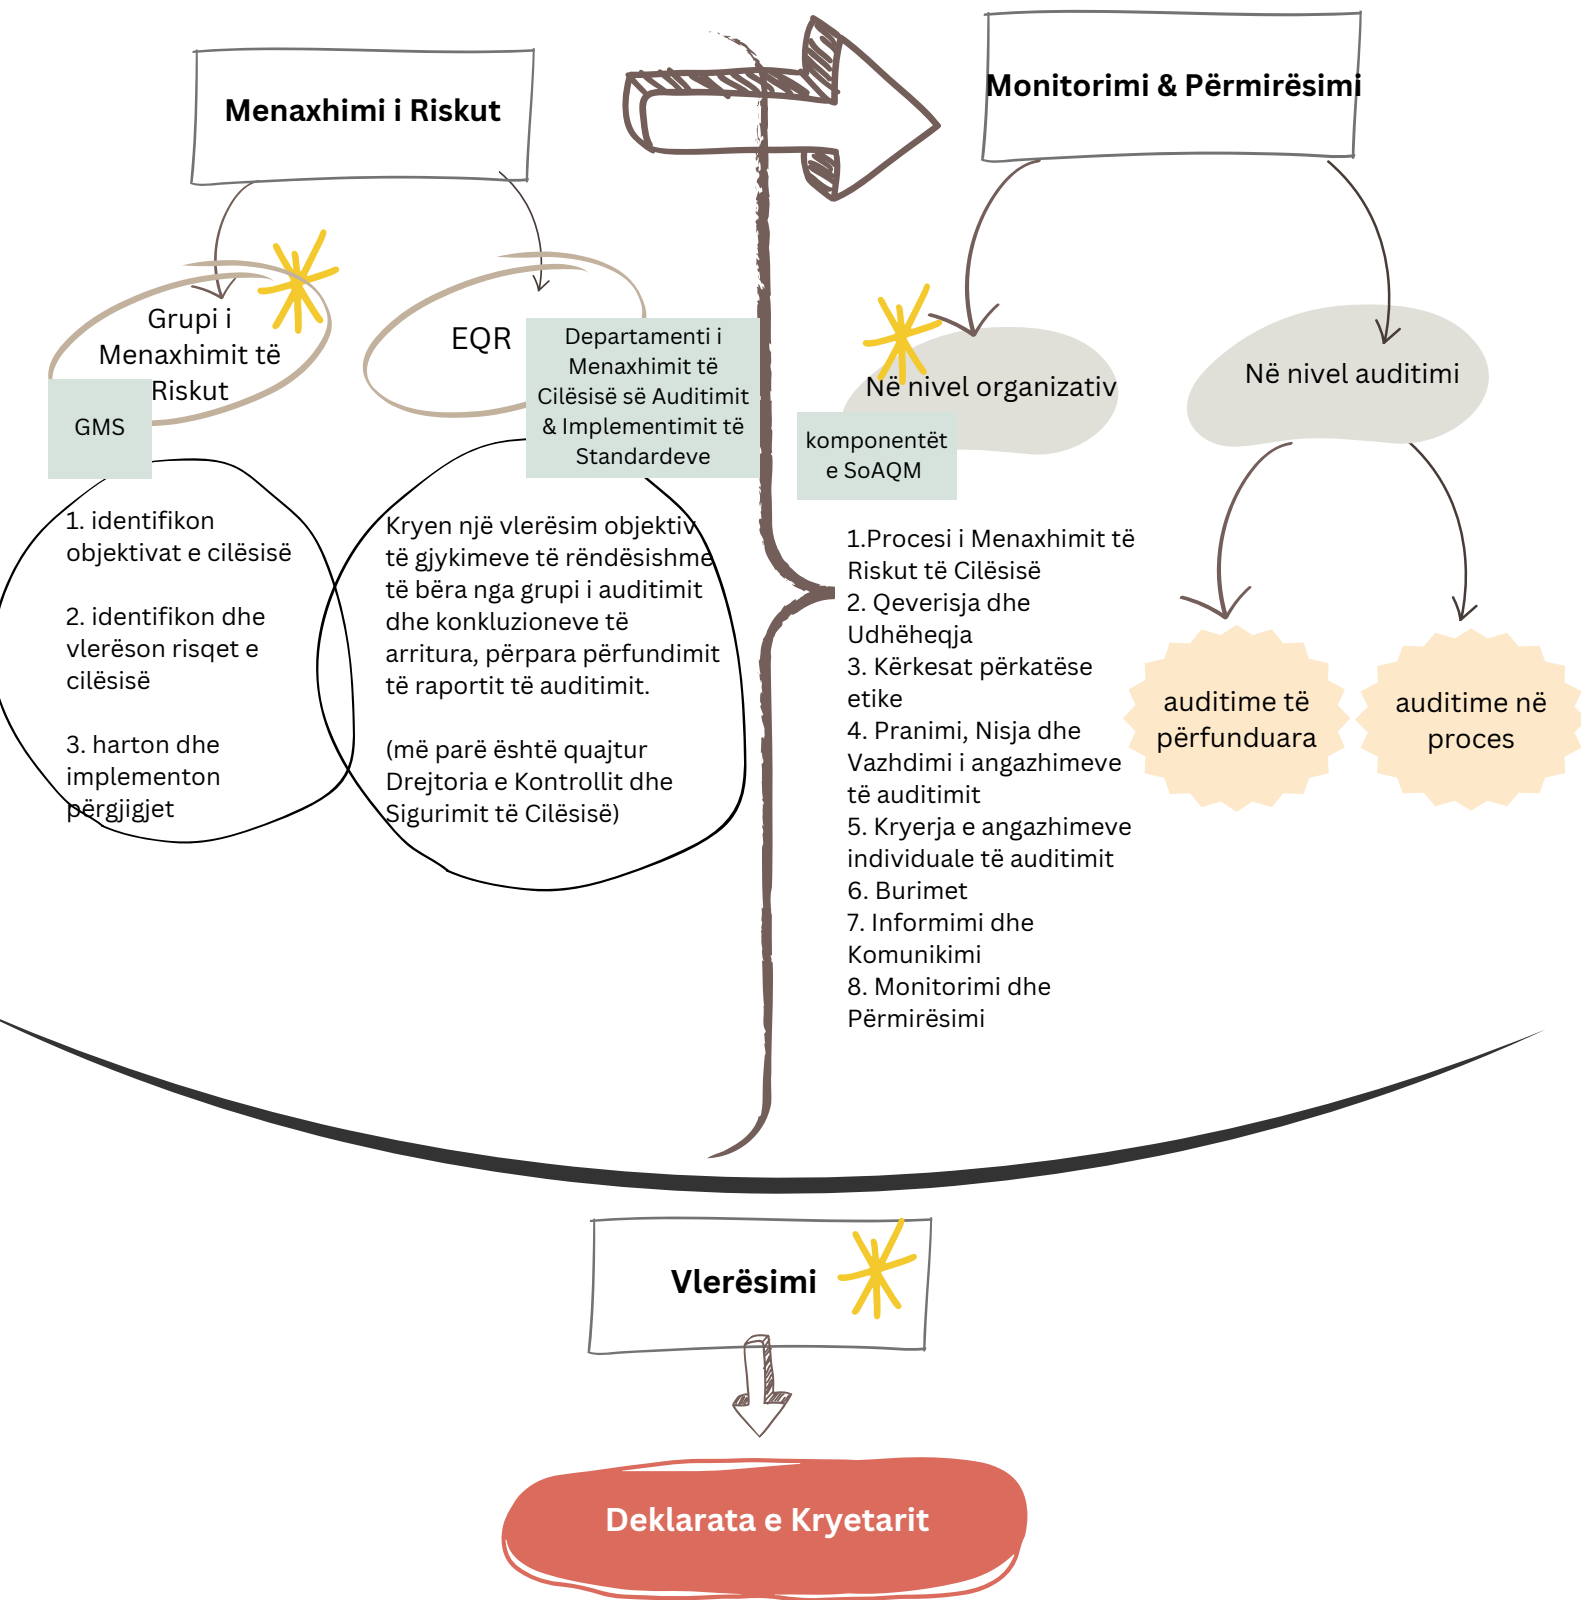 Menaxhimi i Riskut
Monitorimi & Përmirësimi
Grupi i
Menaxhimit të
Riskut
GMS
EQR
Departamenti i
Menaxhimit të
Cilësisë së Auditimit
& Implementimit të
Standardeve
1. identifikon
objektivat e cilësisë
2. identifikon dhe
vlerëson risqet e
cilësisë
3. harton dhe
implementon
përgjigjet
Kryen një vlerësim objektiv
të gjykimeve të rëndësishme
të bëra nga grupi i auditimit
dhe konkluzioneve të
arritura, përpara përfundimit
të raportit të auditimit.
(më parë është quajtur
Drejtoria e Kontrollit dhe
Sigurimit të Cilësisë)
Në nivel organizativ
komponentët
e SoAQM
1.Procesi i Menaxhimit të
Riskut të Cilësisë
2. Qeverisja dhe
Udhëheqja
3. Kërkesat përkatëse
etike
4. Pranimi, Nisja dhe
Vazhdimi i angazhimeve
të auditimit
5. Kryerja e angazhimeve
individuale të auditimit
6. Burimet
7. Informimi dhe
Komunikimi
8. Monitorimi dhe
Përmirësimi
Në nivel auditimi
auditime të
përfunduara
auditime në
proces
Vlerësimi
Deklarata e Kryetarit